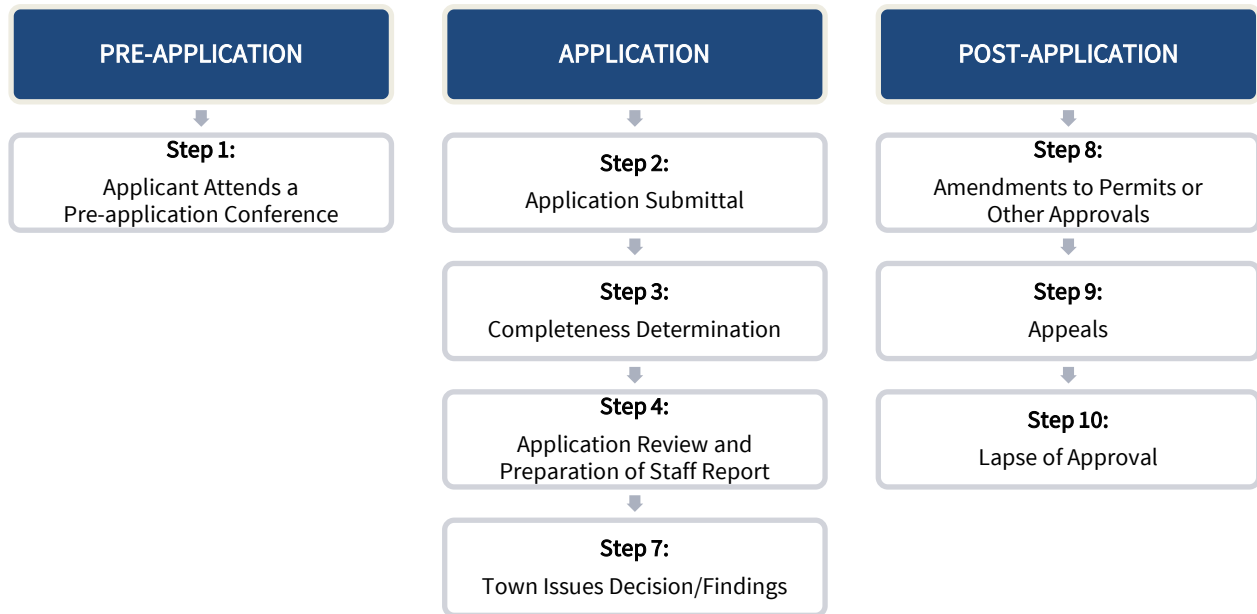 PRE-APPLICATION
Step 1:
Applicant Attends a
Pre-application Conference
APPLICATION
Step 2:
Application Submittal
Step 3:
Completeness Determination
Step 4:
Application Review and
Preparation of Staff Report
Step 7:
Town Issues Decision/Findings
POST-APPLICATION
Step 8:
Amendments to Permits or
Other Approvals
Step 9:
Appeals
Step 10:
Lapse of Approval